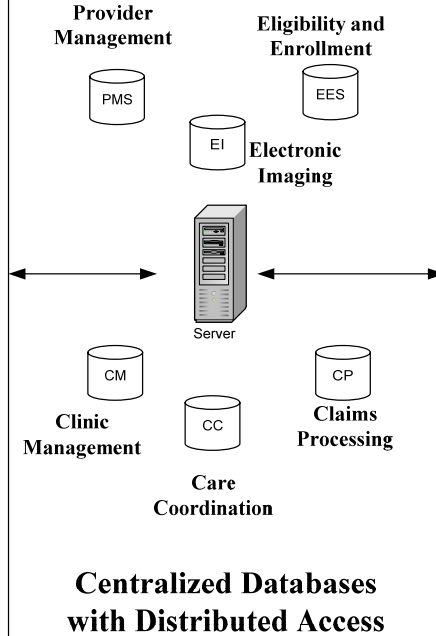 Provider
Management
Eligibility and
Enrollment
PMS
EES
EI
Electronic
Imaging
Server
CM
CP
CC
Clinic
Management
Claims
Processing
Care
Coordination
Centralized Databases
with Distributed Access